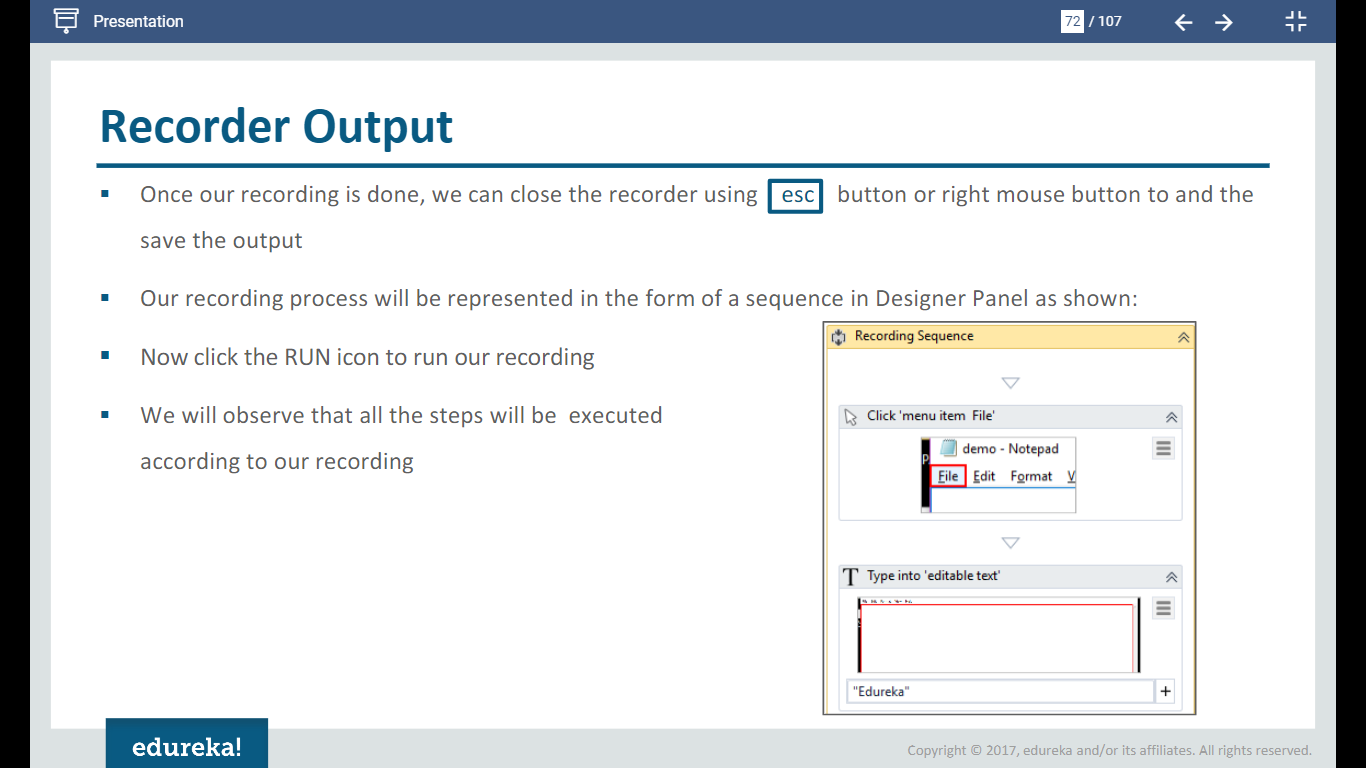 Presentation
72 / 107
Recorder Output
▪ Once our recording is done, we can close the recorder using esc button or right mouse button to and the
save the output
▪ Our recording process will be represented in the form of a sequence in Designer Panel as shown:
▪ Now click the RUN icon to run our recording
▪ We will observe that all the steps will be executed
according to our recording
Recording Sequence
Click 'menu item File'
demo - Notepad
File Edit Format V
Type into 'editable text'
"Edureka"
+
edureka!
Copyright © 2017, edureka and/or its affiliates. All rights reserved.